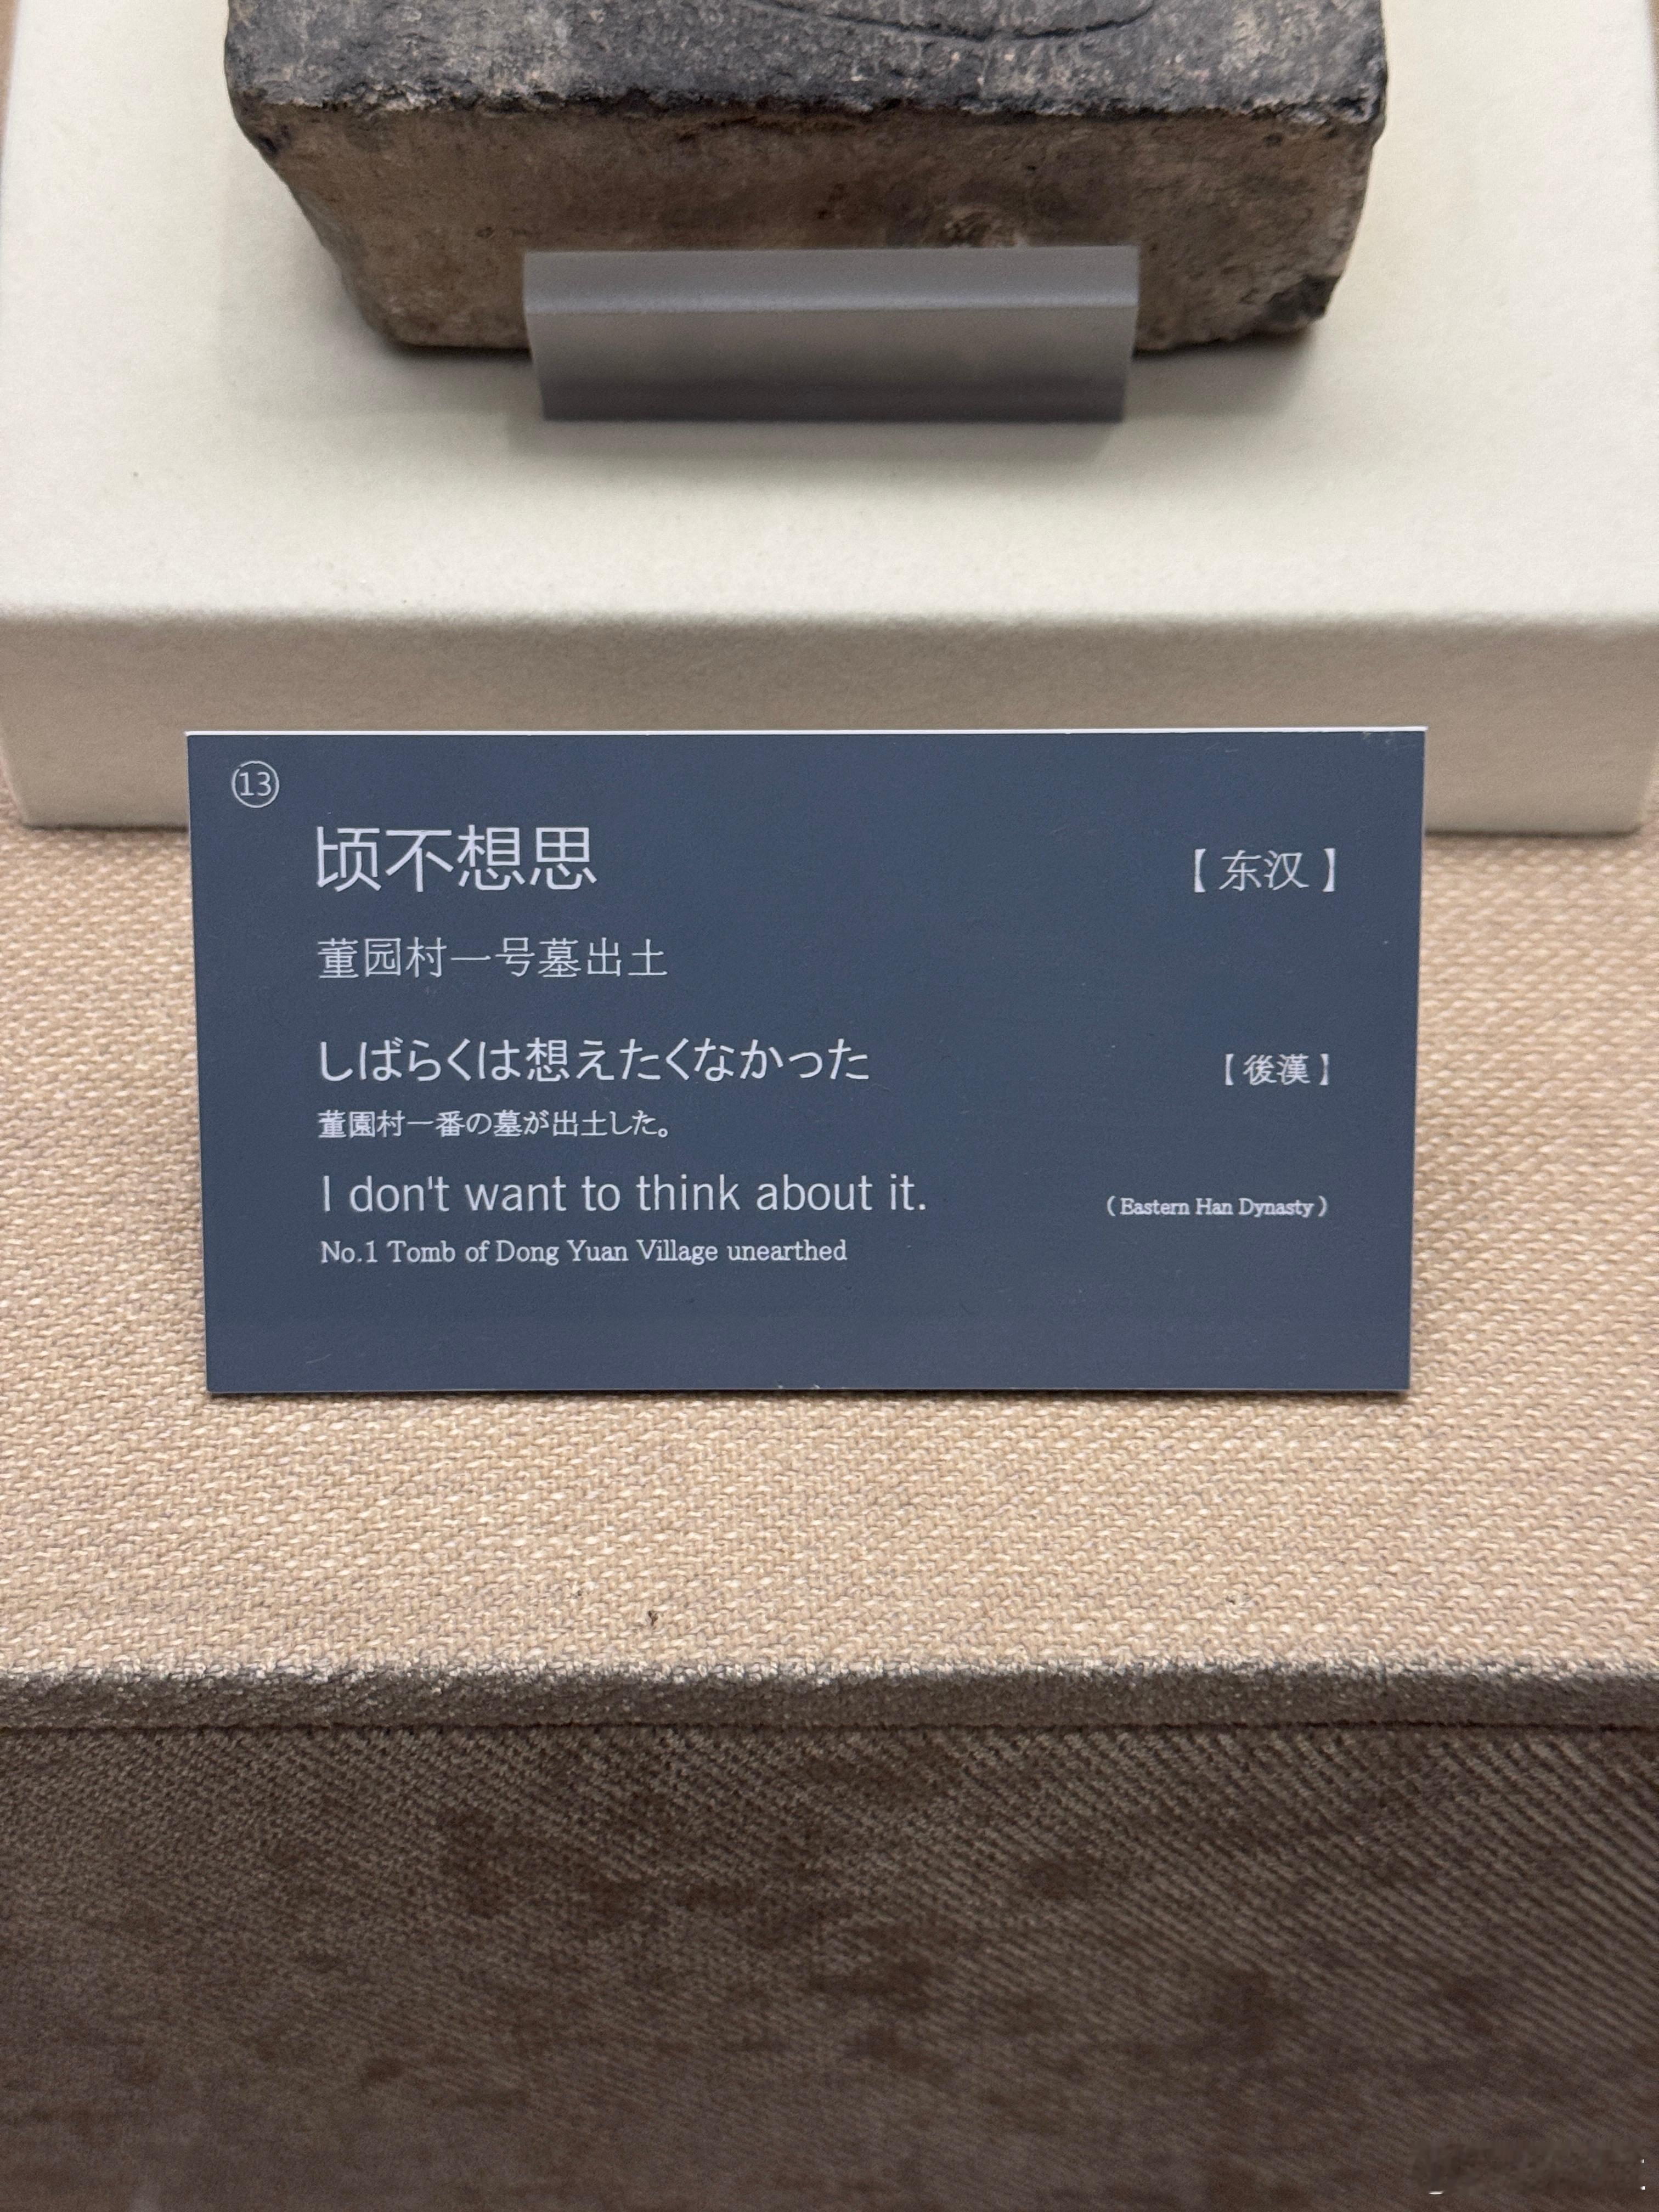 ⑬
顷不想思 【东汉】
董园村一号墓出土
しばらくは想えたくなかった 【後漢】
董園村一番の墓が出土した。
I don't want to think about it. (Eastern Han Dynasty)
No.1 Tomb of Dong Yuan Village unearthed